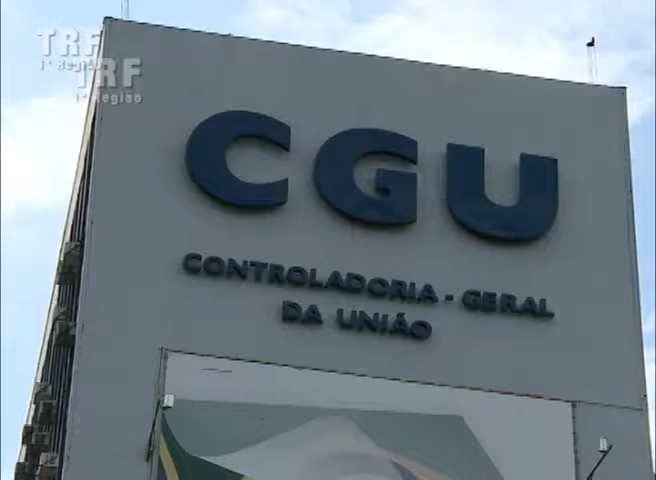 TRF
1ª Região
TRF
1ª Região
CGU
CONTROLADORIA - GERAL
DA UNIÃO